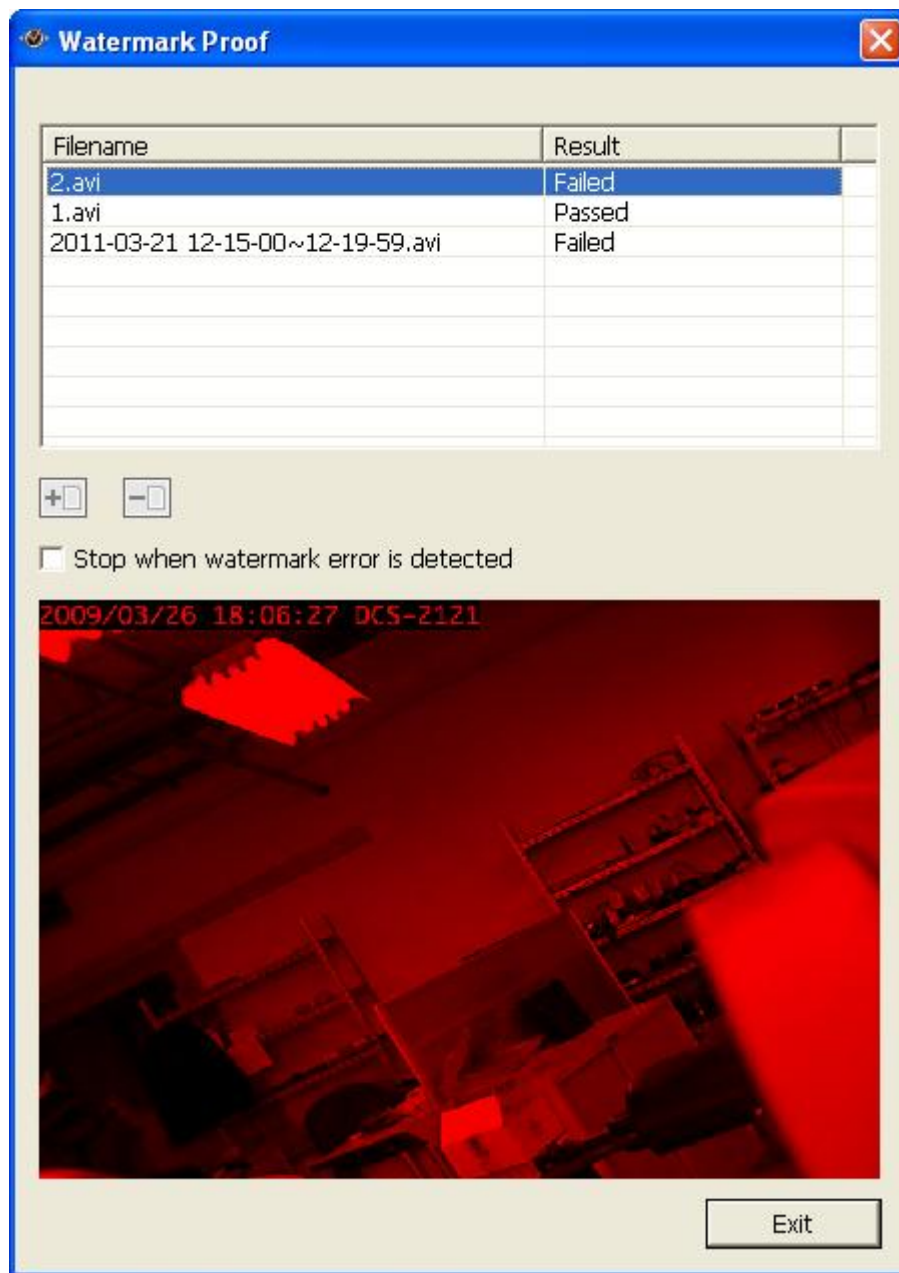 Watermark Proof
Filename Result
2.avi Failed
1.avi Passed
2011-03-21 12-15-00~12-19-59.avi Failed
Stop when watermark error is detected
2009/03/26 18:06:27 DCS-2121
Exit